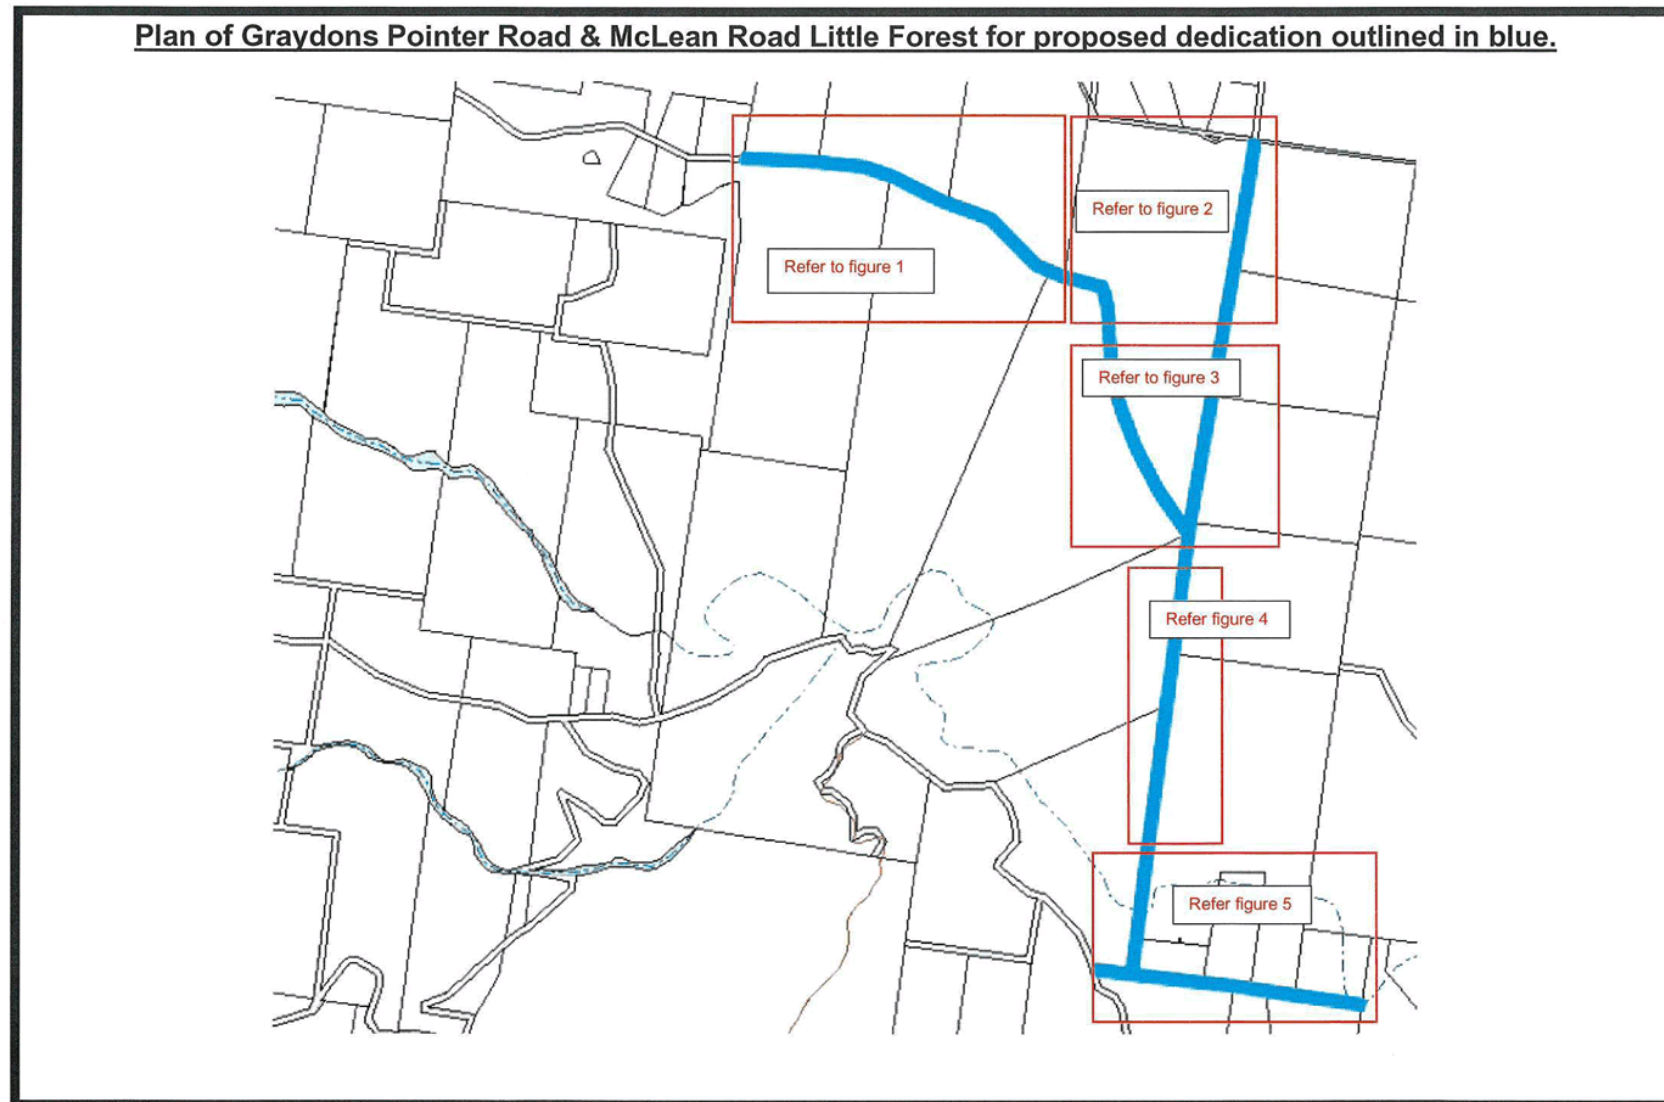 Plan of Graydons Pointer Road & McLean Road Little Forest for proposed dedication outlined in blue.
Refer to figure 2
Refer to figure 1
Refer to figure 3
Refer figure 4
Refer figure 5